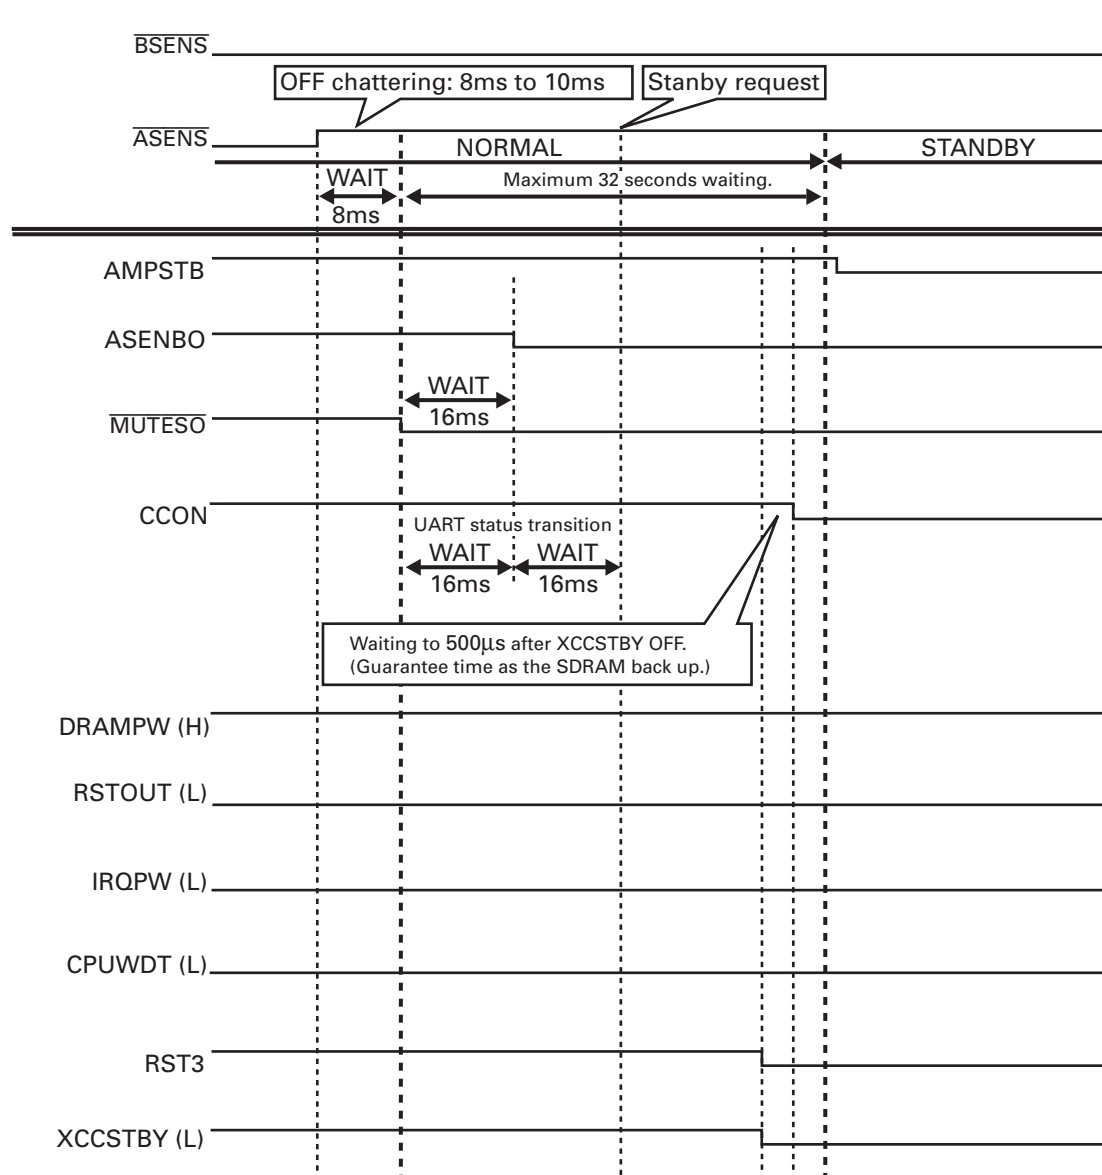 BSENS
OFF chattering: 8ms to 10ms
Stanby request
ASENS
NORMAL
STANDBY
WAIT
Maximum 32 seconds waiting.
8ms
AMPSTB
ASENBO
WAIT
16ms
MUTESO
CCON
UART status transition
WAIT WAIT
16ms 16ms
Waiting to 500µs after XCCSTBY OFF.
(Guarantee time as the SDRAM back up.)
DRAMPW (H)
RSTOUT (L)
IRQPW (L)
CPUWDT (L)
RST3
XCCSTBY (L)